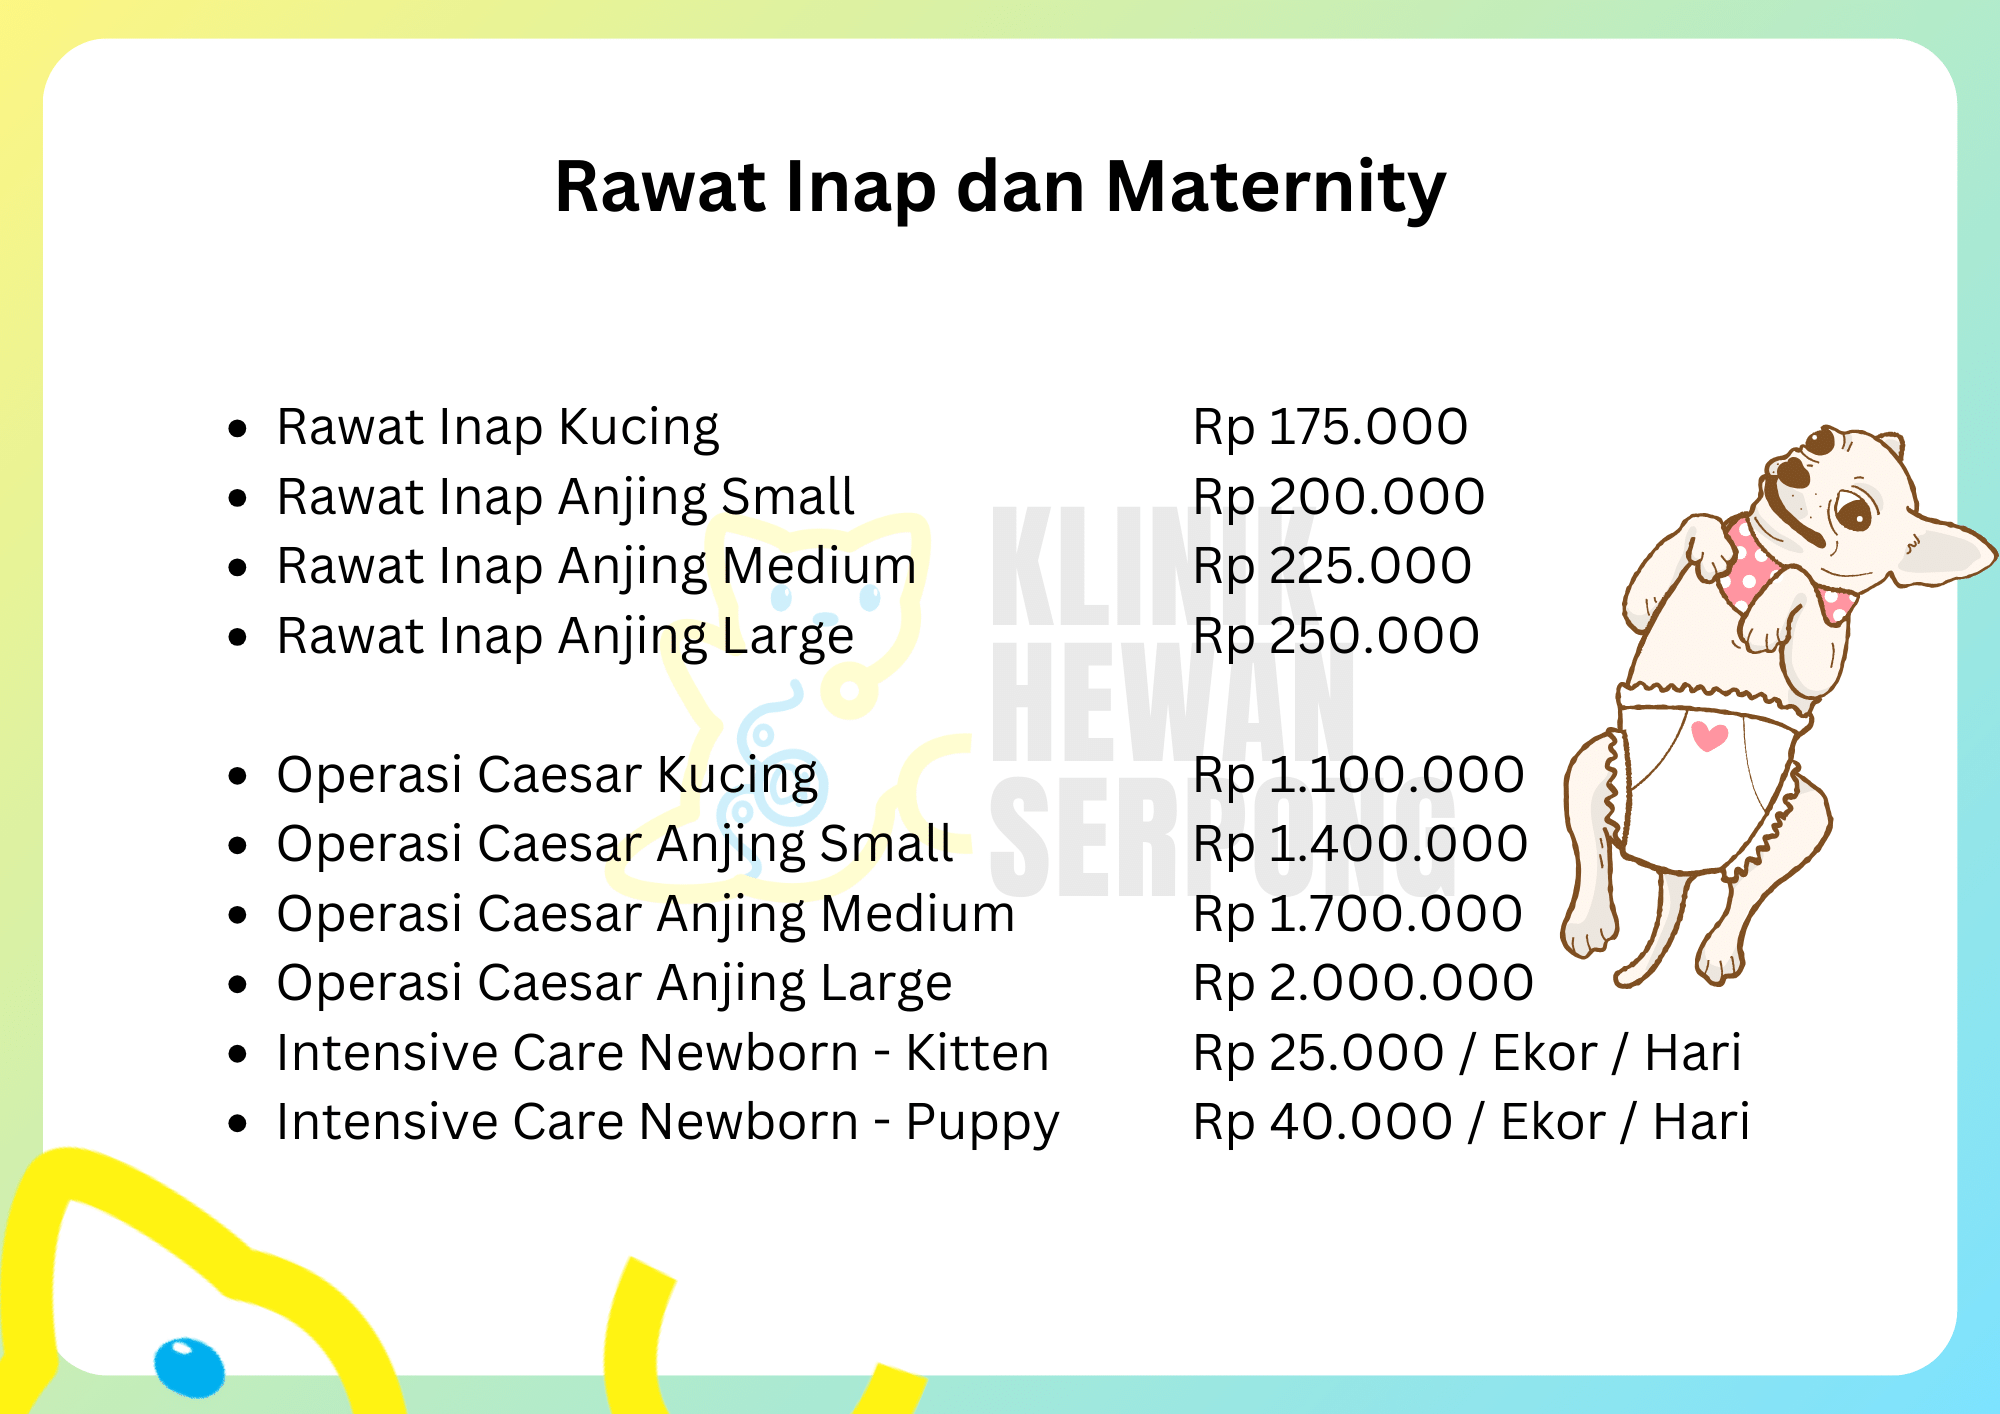 Rawat Inap dan Maternity
• Rawat Inap Kucing Rp 175.000
• Rawat Inap Anjing Small Rp 200.000
• Rawat Inap Anjing Medium Rp 225.000
• Rawat Inap Anjing Large Rp 250.000
• Operasi Caesar Kucing Rp 1.100.000
• Operasi Caesar Anjing Small Rp 1.400.000
• Operasi Caesar Anjing Medium Rp 1.700.000
• Operasi Caesar Anjing Large Rp 2.000.000
• Intensive Care Newborn - Kitten Rp 25.000 / Ekor / Hari
• Intensive Care Newborn - Puppy Rp 40.000 / Ekor / Hari
KLINIK
HEWAN
SERPONG